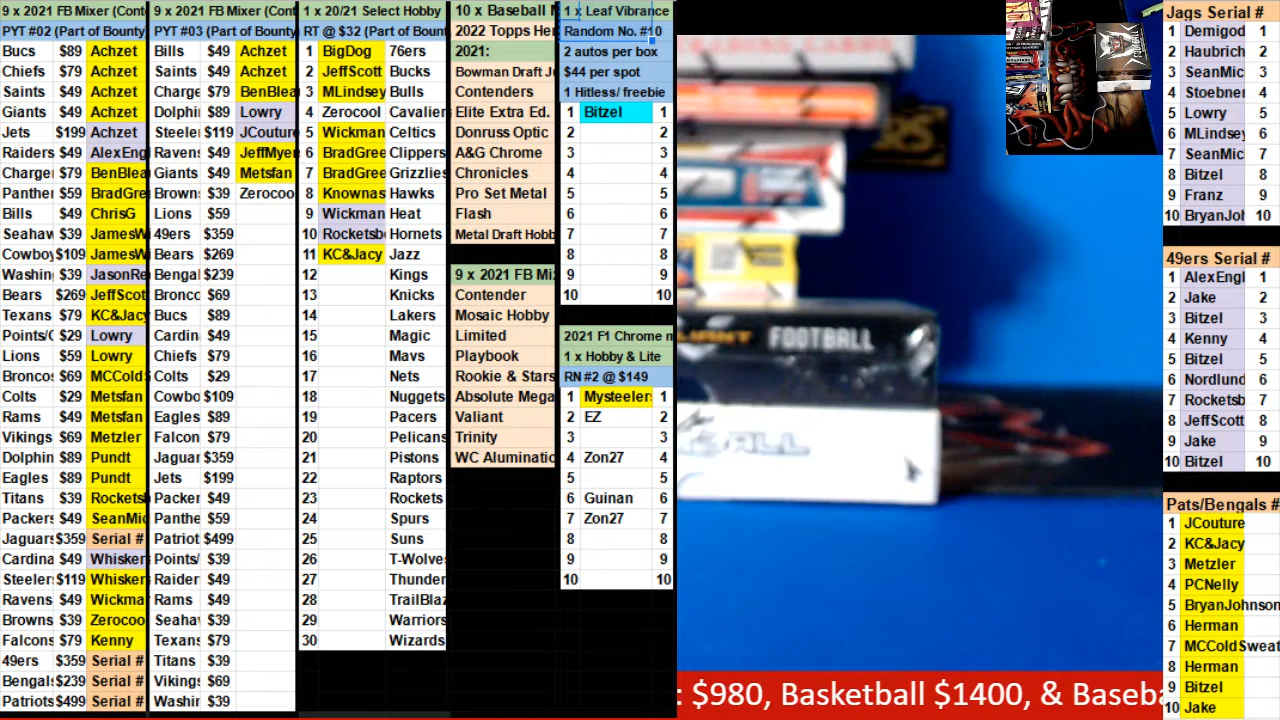 9 x 2021 FB Mixer (Cont
PYT #02 (Part of Bounty
Bucs $89 Achzet
Chiefs $79 Achzet
Saints $49 Achzet
Giants $49 Achzet
Jets $199 Achzet
Raiders $49 AlexEng
Charge $79 BenBlea
Panther $59 BradGre
Bills $49 ChrisG
Seahaw $39 JamesW
Cowboy $109 JamesW
Washin $39 JasonRe
Bears $269 JeffScot
Texans $79 KC&Jacy
Points/C $39 Lowry
Lions $59 Lowry
Broncos $69 MCCold
Colts $29 Metsfan
Rams $49 Metsfan
Vikings $69 Metzler
Dolphin $89 Pundt
Eagles $89 Pundt
Titans $39 Rockets
Packers $49 SeanMic
Jaguars $359 Serial #
Cardina $49 Whisker
Steelers $119 Whisker
Ravens $49 Wickma
Browns $39 Zerocoo
Falcons $79 Kenny
49ers $359 Serial #
Bengals $239 Serial #
Patriots $499 Serial #
9 x 2021 FB Mixer (Cont
PYT #03 (Part of Bounty
Bills $49 Achzet
Saints $49 Achzet
Charge $79 BenBlea
Dolphi $89 Lowry
Steele $119 JCouture
Raven $49 JeffMyer
Giants $49 Metsfan
Brown $39 Zerocoo
Lions $59
49ers $359
Bears $269
Bengal $239
Bronco $69
Bucs $89
Cardin $49
Chiefs $79
Colts $29
Cowbo $109
Eagles $89
Falcon $79
Jaguar $359
Jets $199
Packer $49
Panthe $59
Patriot $499
Points/ $39
Raider $49
Rams $49
Seahaw $39
Texans $79
Titans $39
Viking $69
Washin $39
1 x 20/21 Select Hobby
RT @ $32 (Part of Boun
1 BigDog 76ers
2 JeffScott Bucks
3 MLindsey Bulls
4 Zerocool Cavalier
5 Wickman Celtics
6 BradGree Clippers
7 BradGree Grizzlies
8 Knownas Hawks
9 Wickman Heat
10 Rocketsb Hornets
11 KC&Jacy Jazz
12 Kings
13 Knicks
14 Lakers
15 Magic
16 Mavs
17 Nets
18 Nuggets
19 Pacers
20 Pelicans
21 Pistons
22 Raptors
23 Rockets
24 Spurs
25 Suns
26 T-Wolve
27 Thunder
28 TrailBlaz
29 Warriors
30 Wizards
10 x Baseball M
2022 Topps Her
2021:
Bowman Draft J
Contenders
Elite Extra Ed.
Donruss Optic
A&G Chrome
Chronicles
Pro Set Metal
Flash
Metal Draft Hobb
9 x 2021 FB Mix
Contender
Mosaic Hobby
Limited
Playbook
Rookie & Stars
Absolute Mega
Valiant
Trinity
WC Aluminatio
1 x Leaf Vibrance
Random No. #10
2 autos per box
$44 per spot
1 Hitless/ freebie
1 Bitzel 1
2 2
3 3
4 4
5 5
6 6
7 7
8 8
9 9
10 10
2021 F1 Chrome m
1 x Hobby & Lite
RN #2 @ $149
1 Mysteelers 1
2 EZ 2
3 3
4 Zon27 4
5 5
6 Guinan 6
7 Zon27 7
8 8
9 9
10 10
FOOTBALL
: $980, Basketball $1400, & Baseba
Jags Serial #
1 Demigod 1
2 Haubrich 2
3 SeanMic 3
4 Stoebner 4
5 Lowry 5
6 MLindsey 6
7 SeanMic 7
8 Bitzel 8
9 Franz 9
10 BryanJoh 10
49ers Serial #
1 AlexEngl 1
2 Jake 2
3 Bitzel 3
4 Kenny 4
5 Bitzel 5
6 Nordlund 6
7 Rocketsb 7
8 JeffScott 8
9 Jake 9
10 Bitzel 10
Pats/Bengals #
1 JCouture
2 KC&Jacy
3 Metzler
4 PCNelly
5 BryanJohnson
6 Herman
7 MCColdSweat
8 Herman
9 Bitzel
10 Jake